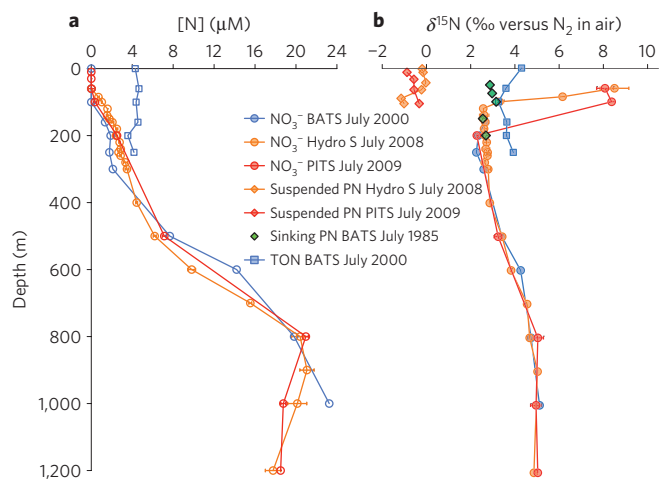 a
[N] (μM)
0 4 8 12 16 20 24
b
δ¹⁵N (‰ versus N₂ in air)
−2 0 2 4 6 8 10
0
200
400
600
800
1,000
1,200
Depth (m)
NO₃⁻ BATS July 2000
NO₃⁻ Hydro S July 2008
NO₃⁻ PITS July 2009
Suspended PN Hydro S July 2008
Suspended PN PITS July 2009
Sinking PN BATS July 1985
TON BATS July 2000